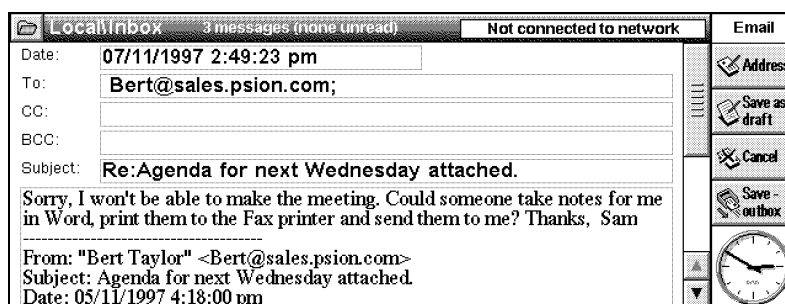 Local\Inbox 3 messages (none unread) Not connected to network Email
Date: 07/11/1997 2:49:23 pm
To: Bert@sales.psion.com;
CC:
BCC:
Subject: Re:Agenda for next Wednesday attached.
Sorry, I won't be able to make the meeting. Could someone take notes for me
in Word, print them to the Fax printer and send them to me? Thanks, Sam
------------------------------------
From: "Bert Taylor" <Bert@sales.psion.com>
Subject: Agenda for next Wednesday attached.
Date: 05/11/1997 4:18:00 pm
Address
Save as
draft
Cancel
Save -
outbox